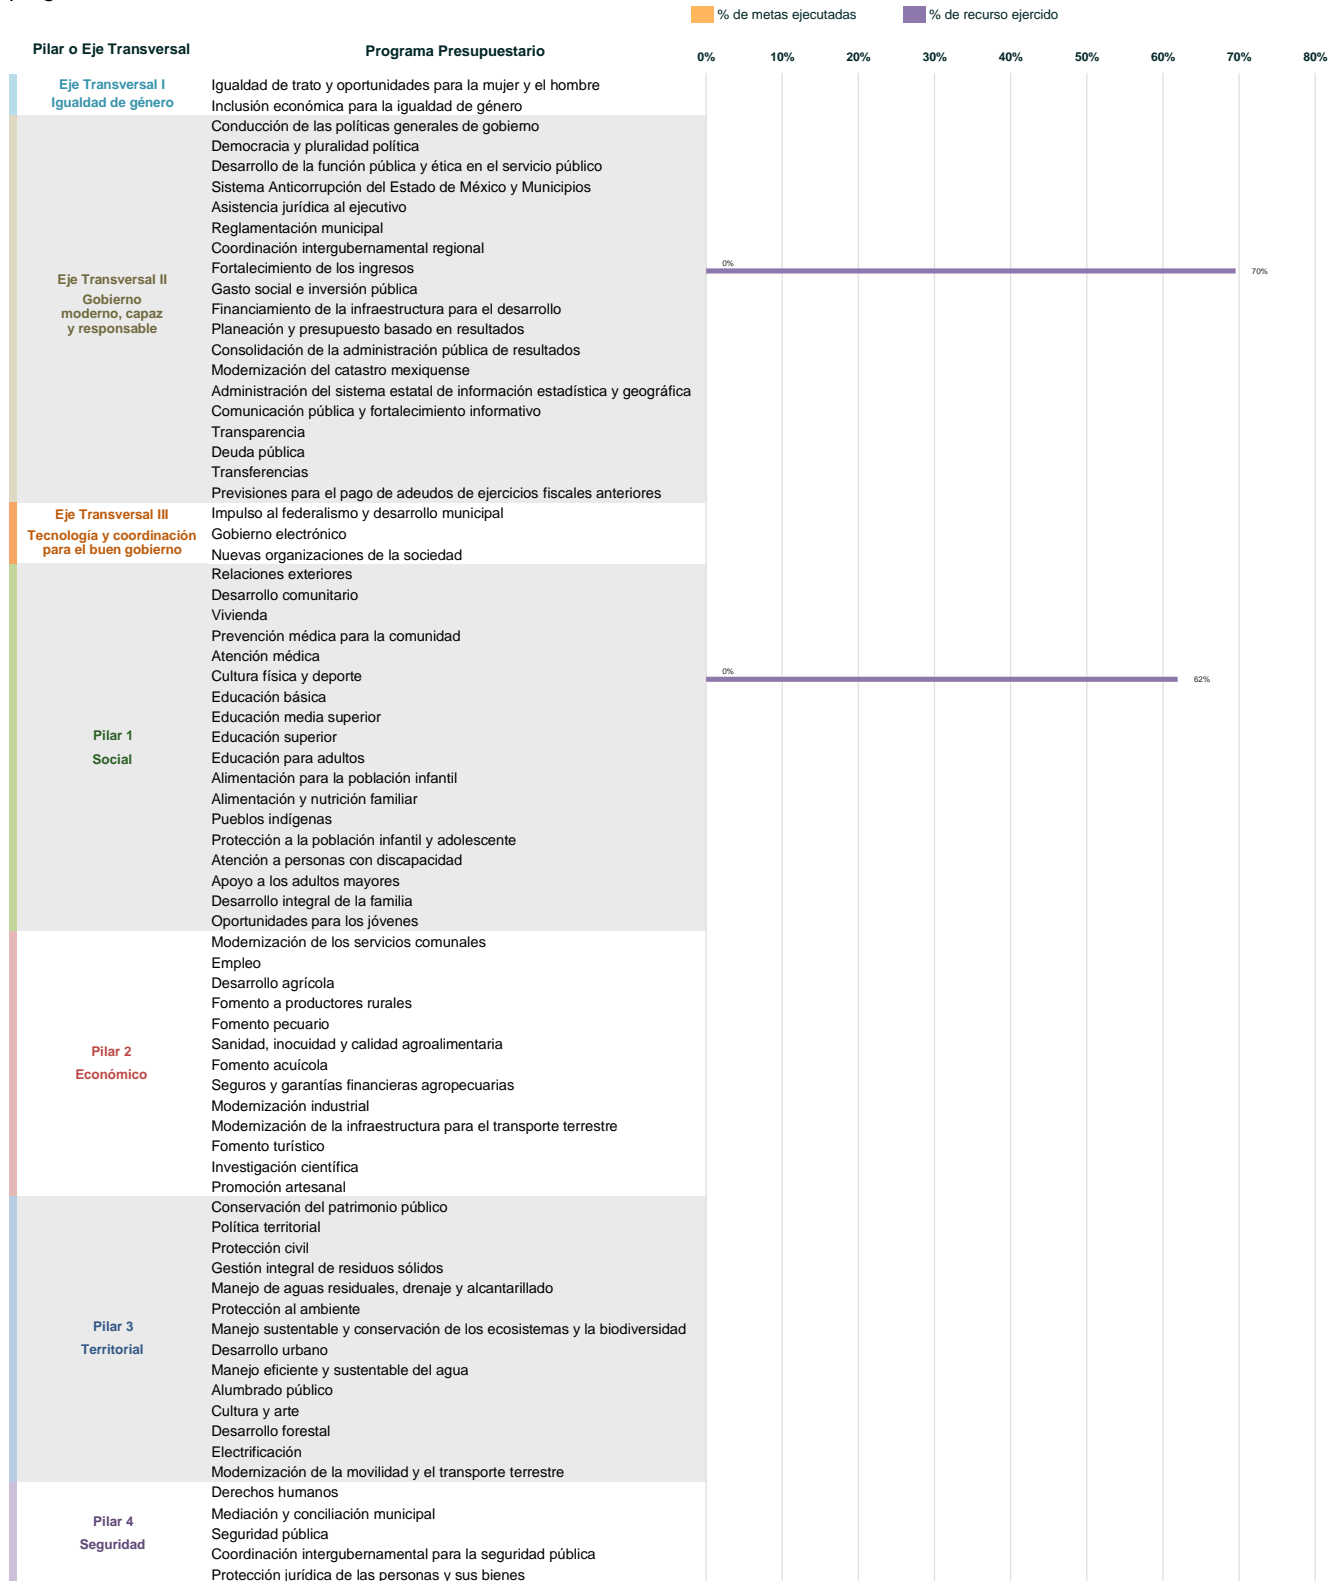 % de metas ejecutadas % de recurso ejercido
Pilar o Eje Transversal Programa Presupuestario 0% 10% 20% 30% 40% 50% 60% 70% 80%
Eje Transversal I
Igualdad de género
Igualdad de trato y oportunidades para la mujer y el hombre
Inclusión económica para la igualdad de género
Eje Transversal II
Gobierno
moderno, capaz
y responsable
Conducción de las políticas generales de gobierno
Democracia y pluralidad política
Desarrollo de la función pública y ética en el servicio público
Sistema Anticorrupción del Estado de México y Municipios
Asistencia jurídica al ejecutivo
Reglamentación municipal
Coordinación intergubernamental regional
Fortalecimiento de los ingresos 0% 70%
Gasto social e inversión pública
Financiamiento de la infraestructura para el desarrollo
Planeación y presupuesto basado en resultados
Consolidación de la administración pública de resultados
Modernización del catastro mexiquense
Administración del sistema estatal de información estadística y geográfica
Comunicación pública y fortalecimiento informativo
Transparencia
Deuda pública
Transferencias
Previsiones para el pago de adeudos de ejercicios fiscales anteriores
Eje Transversal III
Tecnología y coordinación
para el buen gobierno
Impulso al federalismo y desarrollo municipal
Gobierno electrónico
Nuevas organizaciones de la sociedad
Pilar 1
Social
Relaciones exteriores
Desarrollo comunitario
Vivienda
Prevención médica para la comunidad
Atención médica
Cultura física y deporte 0% 62%
Educación básica
Educación media superior
Educación superior
Educación para adultos
Alimentación para la población infantil
Alimentación y nutrición familiar
Pueblos indígenas
Protección a la población infantil y adolescente
Atención a personas con discapacidad
Apoyo a los adultos mayores
Desarrollo integral de la familia
Oportunidades para los jóvenes
Pilar 2
Económico
Modernización de los servicios comunales
Empleo
Desarrollo agrícola
Fomento a productores rurales
Fomento pecuario
Sanidad, inocuidad y calidad agroalimentaria
Fomento acuícola
Seguros y garantías financieras agropecuarias
Modernización industrial
Modernización de la infraestructura para el transporte terrestre
Fomento turístico
Investigación científica
Promoción artesanal
Pilar 3
Territorial
Conservación del patrimonio público
Política territorial
Protección civil
Gestión integral de residuos sólidos
Manejo de aguas residuales, drenaje y alcantarillado
Protección al ambiente
Manejo sustentable y conservación de los ecosistemas y la biodiversidad
Desarrollo urbano
Manejo eficiente y sustentable del agua
Alumbrado público
Cultura y arte
Desarrollo forestal
Electrificación
Modernización de la movilidad y el transporte terrestre
Pilar 4
Seguridad
Derechos humanos
Mediación y conciliación municipal
Seguridad pública
Coordinación intergubernamental para la seguridad pública
Protección jurídica de las personas y sus bienes